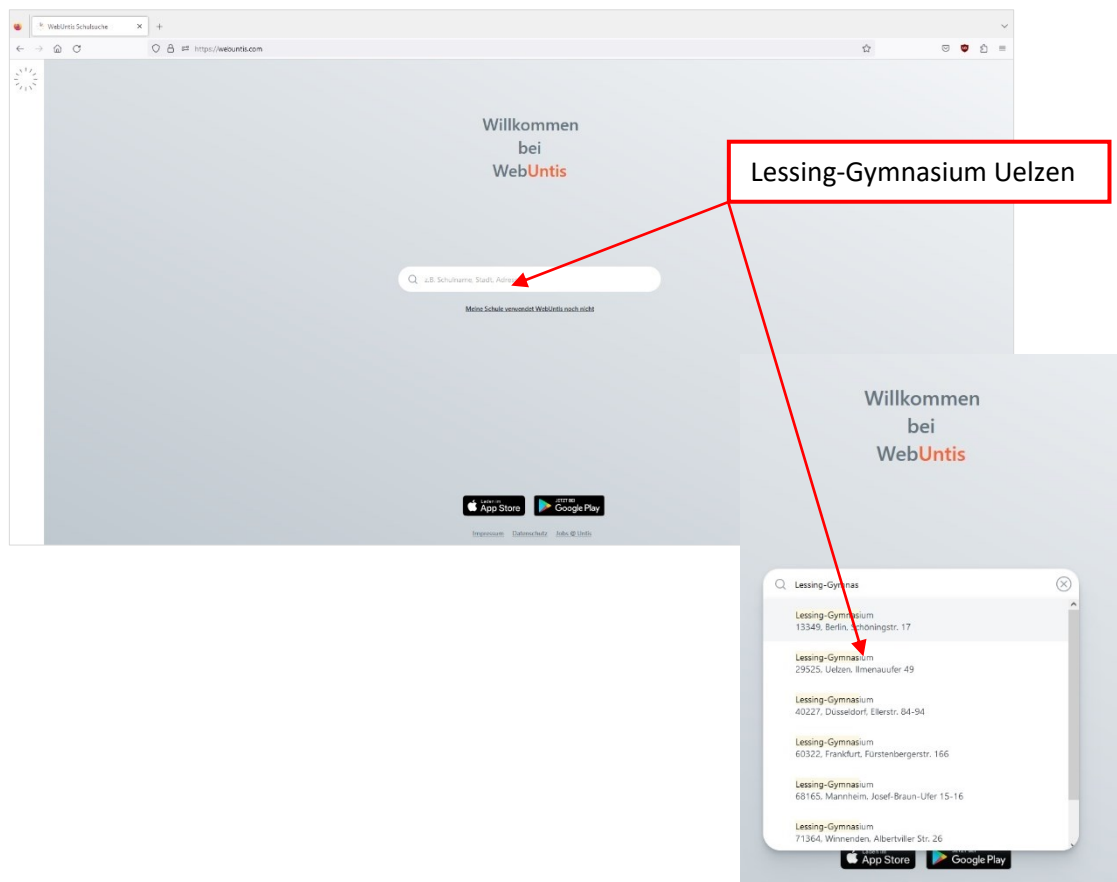 WebUntis Schulsuche
https://webuntis.com
Willkommen
bei
WebUntis
Lessing-Gymnasium Uelzen
z.B. Schulname, Stadt, Adresse
Meine Schule verwendet WebUntis noch nicht
Laden im
App Store
JETZT BEI
Google Play
Impressum Datenschutz Jobs @ Untis
Willkommen
bei
WebUntis
Lessing-Gymnas
Lessing-Gymnasium
13349, Berlin, Schöningstr. 17
Lessing-Gymnasium
29525, Uelzen, Ilmenauufer 49
Lessing-Gymnasium
40227, Düsseldorf, Ellerstr. 84-94
Lessing-Gymnasium
60322, Frankfurt, Fürstenbergerstr. 166
Lessing-Gymnasium
68165, Mannheim, Josef-Braun-Ufer 15-16
Lessing-Gymnasium
71364, Winnenden, Albertviller Str. 26
App Store
Google Play